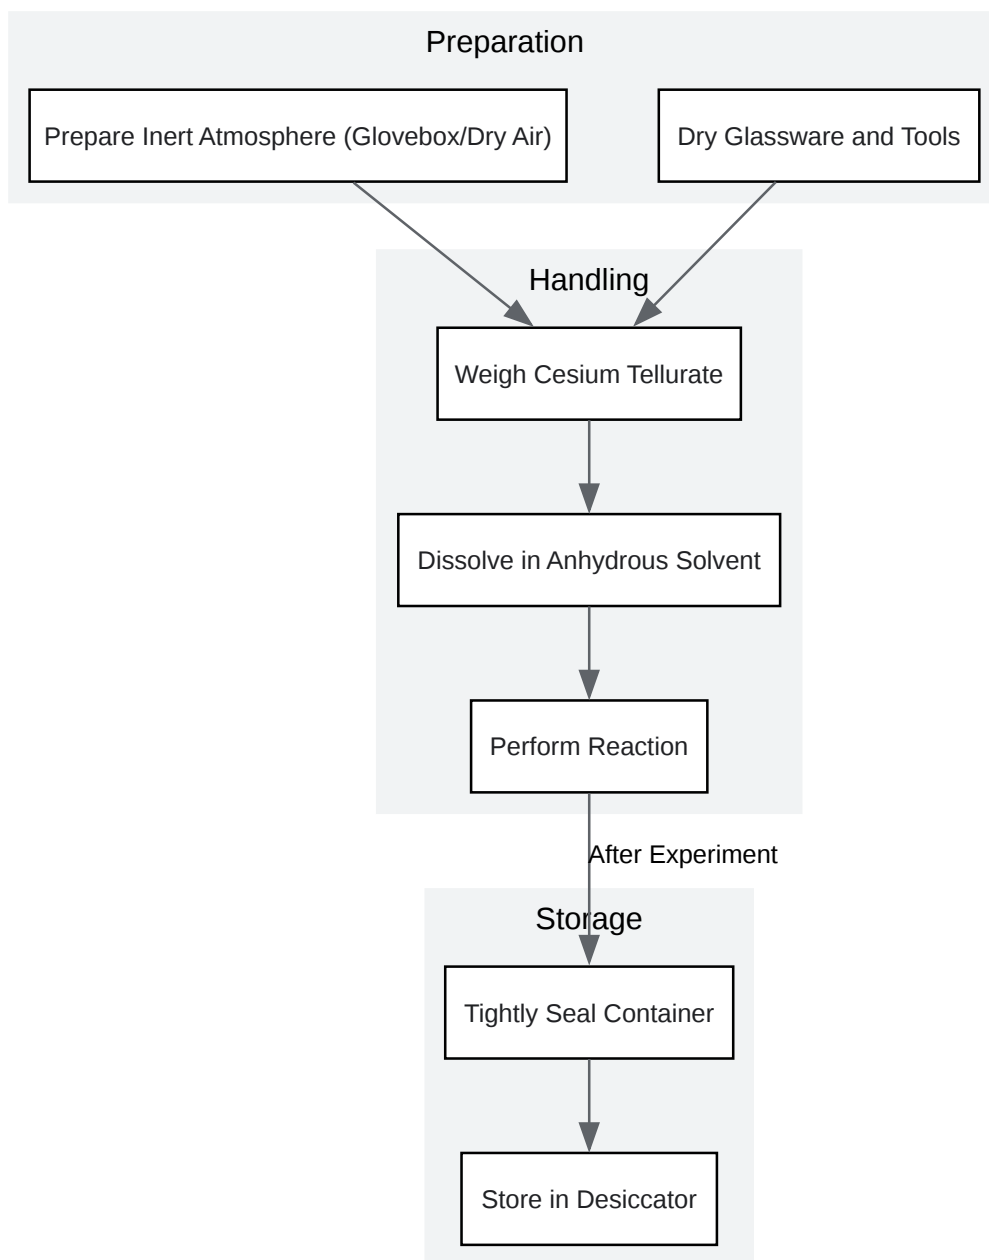 Preparation
Prepare Inert Atmosphere (Glovebox/Dry Air)
Dry Glassware and Tools
Handling
Weigh Cesium Tellurate
Dissolve in Anhydrous Solvent
Perform Reaction
After Experiment
Storage
Tightly Seal Container
Store in Desiccator